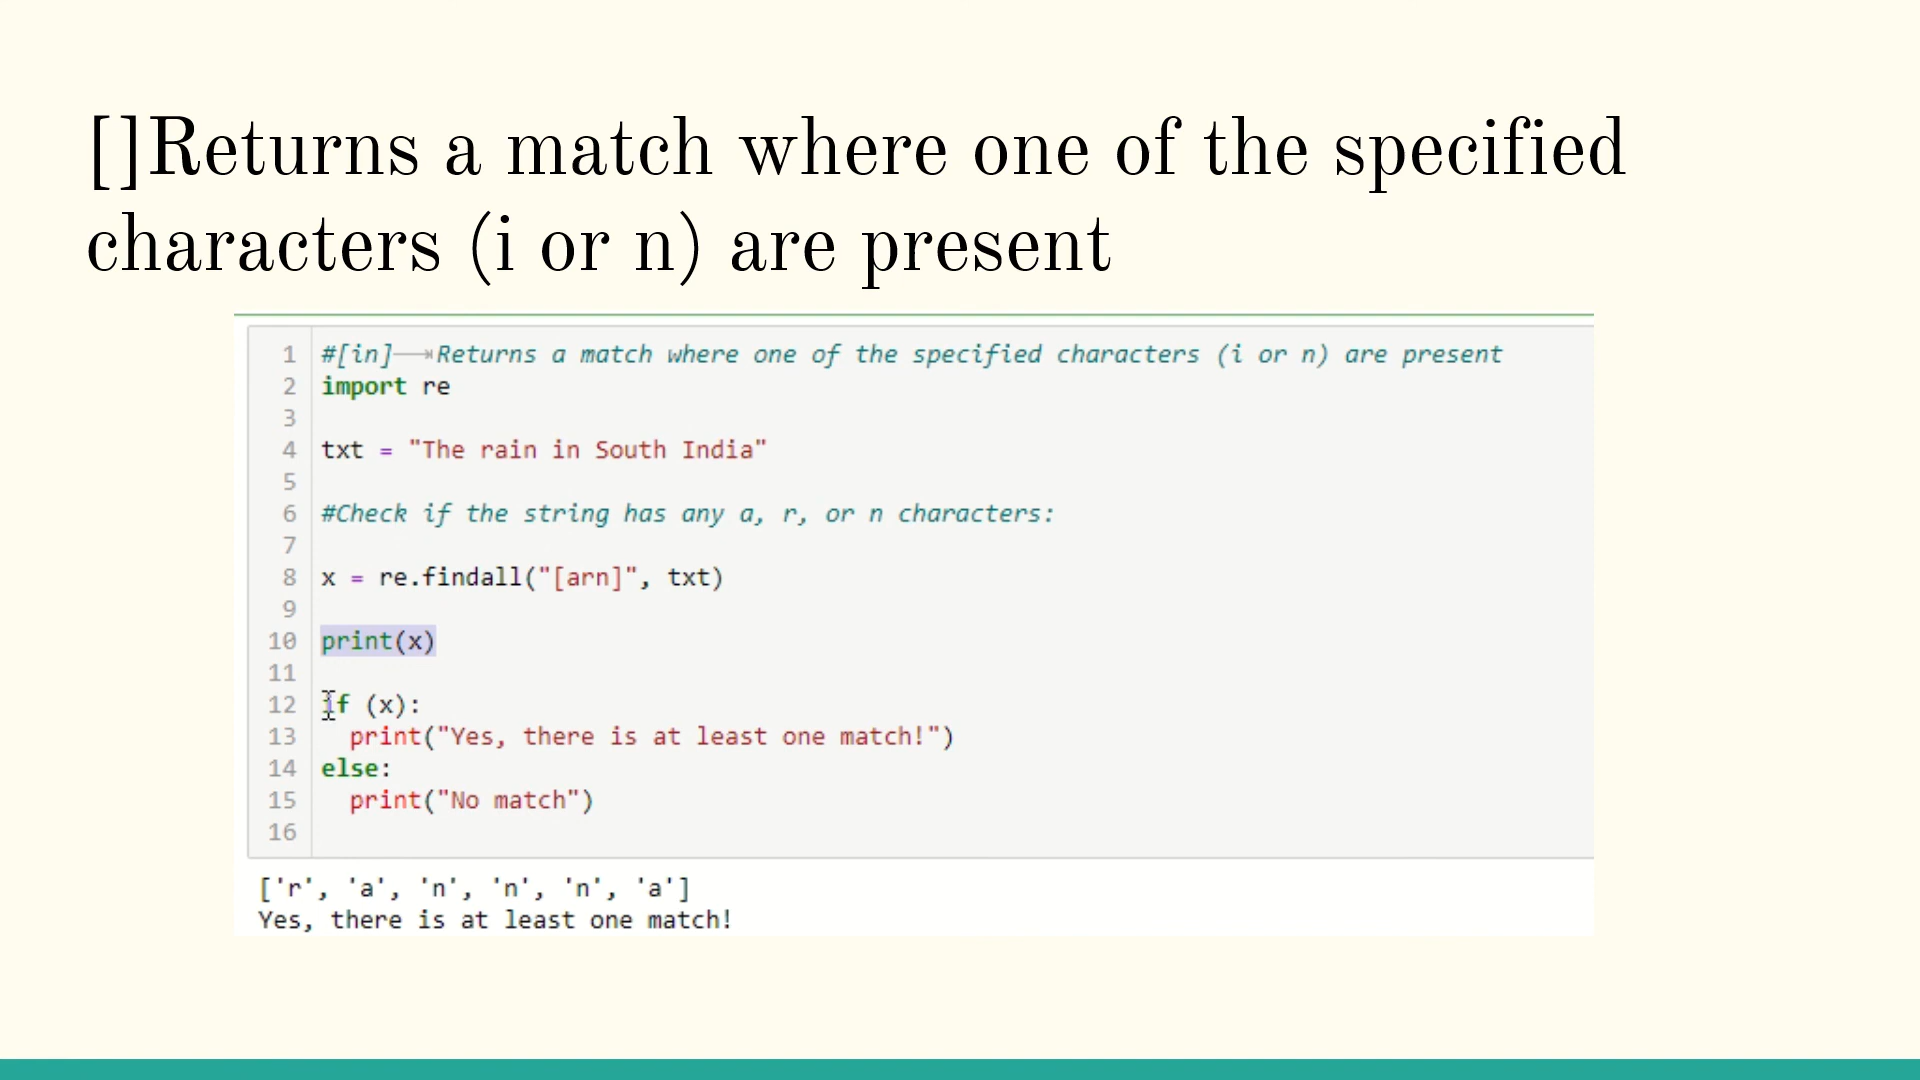 []Returns a match where one of the specified
characters (i or n) are present
1 #[in]→Returns a match where one of the specified characters (i or n) are present
2 import re
3
4 txt = "The rain in South India"
5
6 #Check if the string has any a, r, or n characters:
7
8 x = re.findall("[arn]", txt)
9
10 print(x)
11
12 if (x):
13   print("Yes, there is at least one match!")
14 else:
15   print("No match")
16
['r', 'a', 'n', 'n', 'n', 'a']
Yes, there is at least one match!